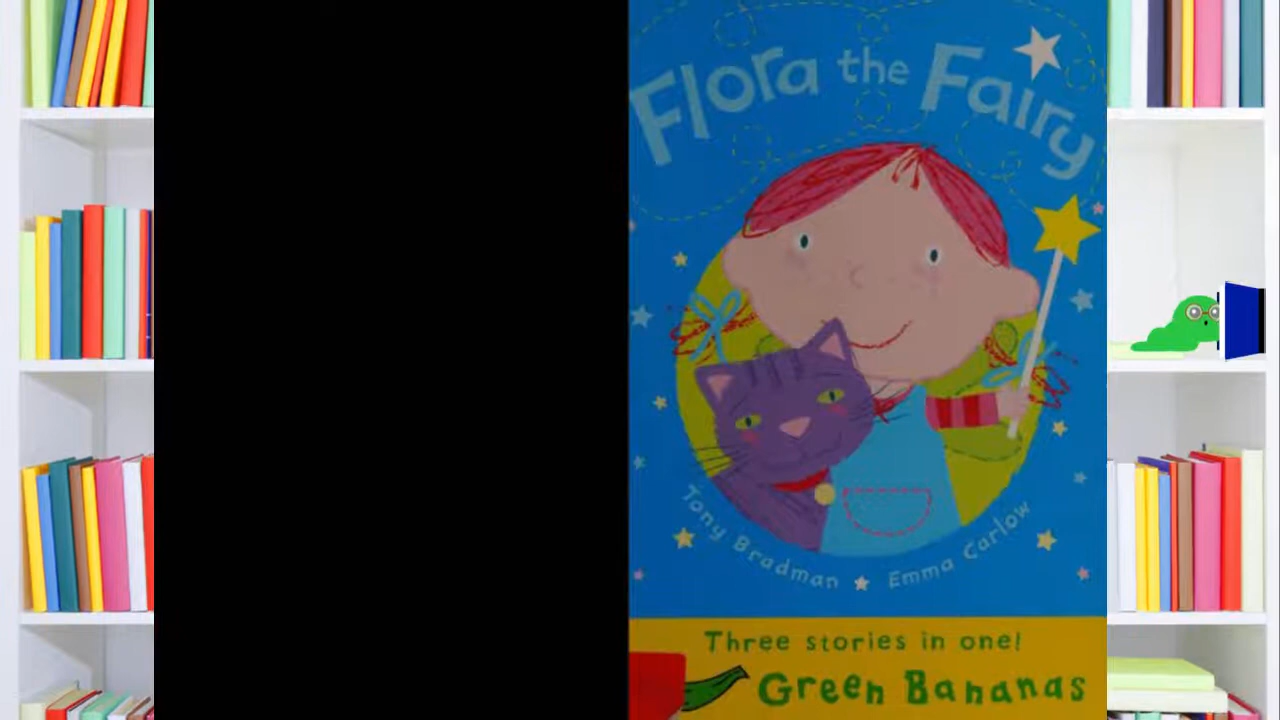 Flora the Fairy
Tony Bradman ★ Emma Carlow
Three stories in one!
Green Bananas